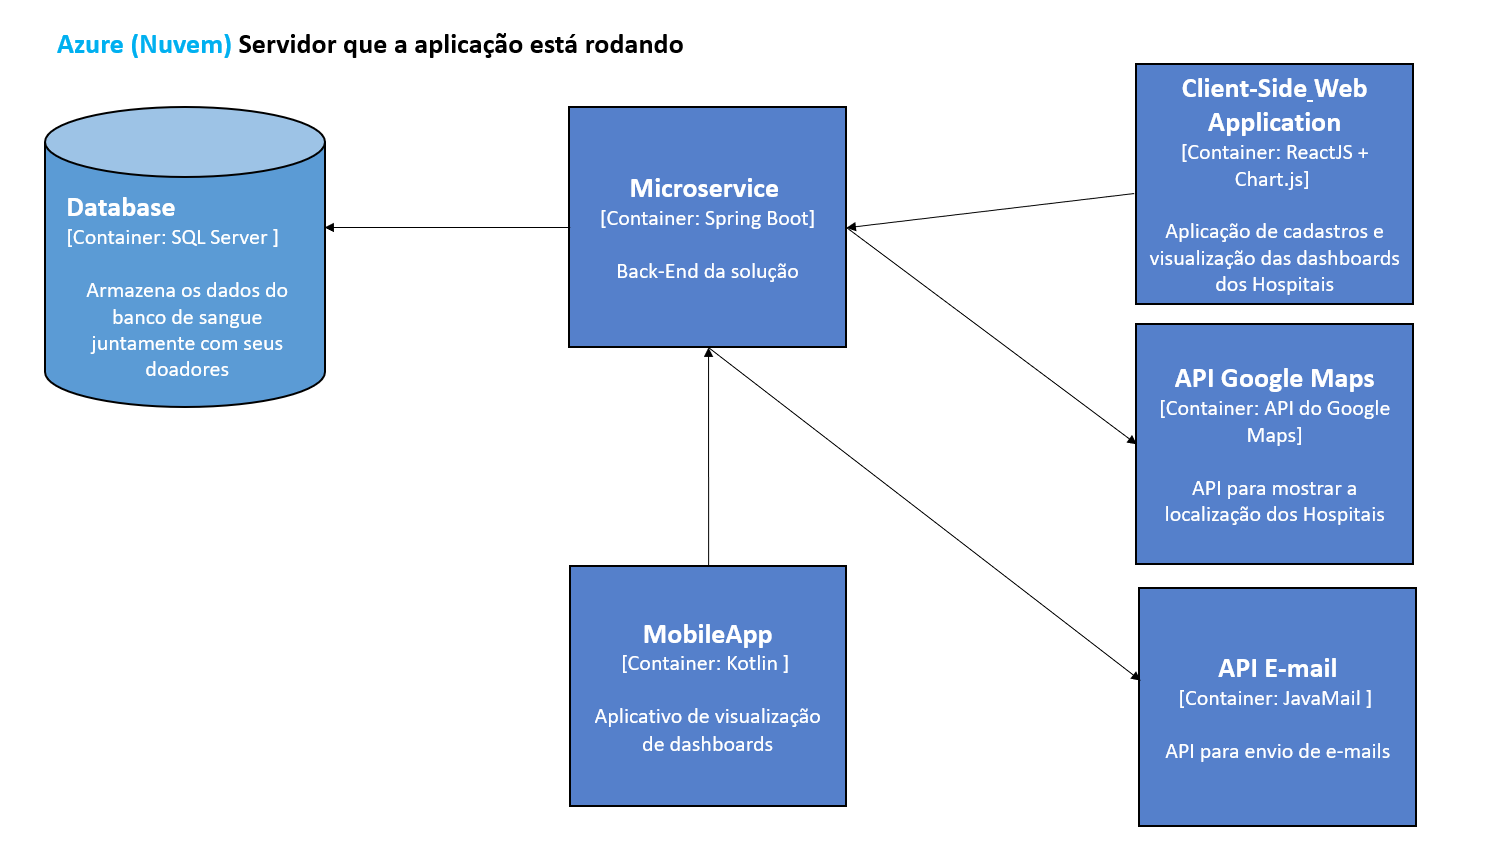 Azure (Nuvem) Servidor que a aplicação está rodando
Database
[Container: SQL Server ]
Armazena os dados do
banco de sangue
juntamente com seus
doadores
Microservice
[Container: Spring Boot]
Back-End da solução
Client-Side Web
Application
[Container: ReactJS +
Chart.js]
Aplicação de cadastros e
visualização das dashboards
dos Hospitais
API Google Maps
[Container: API do Google
Maps]
API para mostrar a
localização dos Hospitais
MobileApp
[Container: Kotlin ]
Aplicativo de visualização
de dashboards
API E-mail
[Container: JavaMail ]
API para envio de e-mails